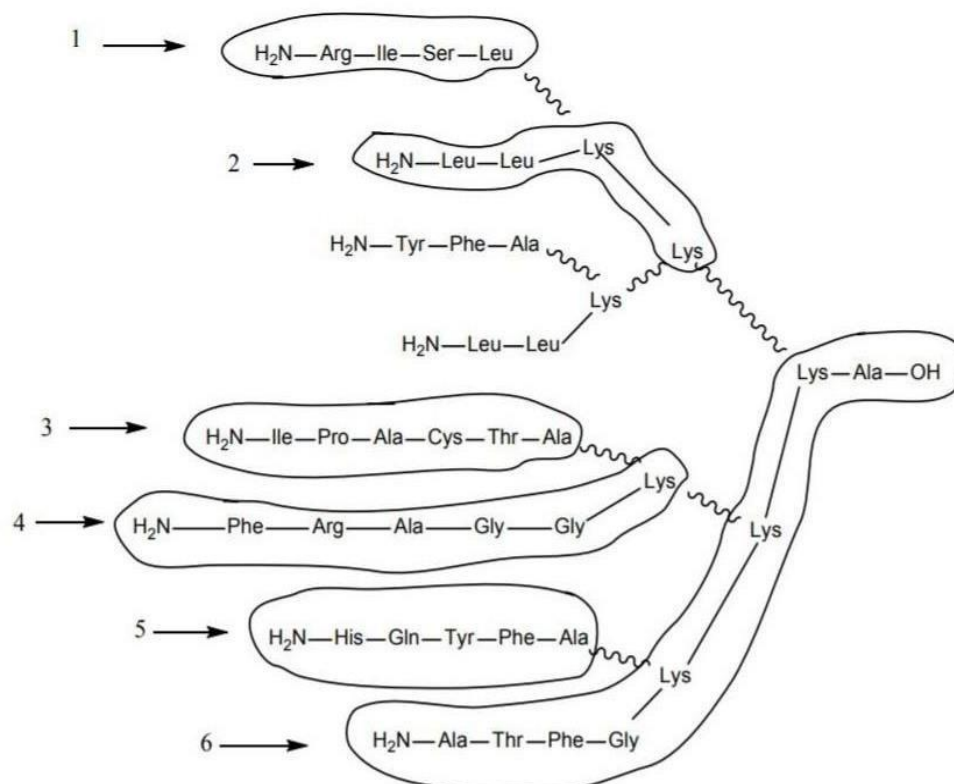 1
H₂N—Arg—Ile—Ser—Leu
2
H₂N—Leu—Leu
Lys
Lys
H₂N—Tyr—Phe—Ala
Lys
H₂N—Leu—Leu
Lys—Ala—OH
3
H₂N—Ile—Pro—Ala—Cys—Thr—Ala
Lys
4
H₂N—Phe—Arg—Ala—Gly—Gly
Lys
5
H₂N—His—Gln—Tyr—Phe—Ala
Lys
6
H₂N—Ala—Thr—Phe—Gly